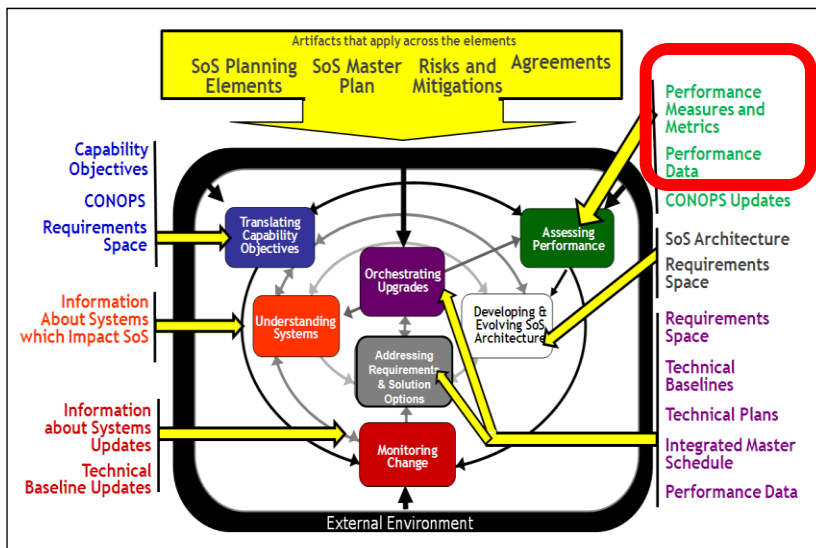 Artifacts that apply across the elements
SoS Planning Elements
SoS Master Plan
Risks and Mitigations
Agreements
Capability
Objectives
CONOPS
Requirements
Space
Information
About Systems
which Impact SoS
Information
about Systems
Updates
Technical
Baseline Updates
Translating
Capability
Objectives
Understanding
Systems
Orchestrating
Upgrades
Addressing
Requirements
& Solution
Options
Monitoring
Change
Assessing
Performance
Developing &
Evolving SoS
Architecture
External Environment
Performance
Measures and
Metrics
Performance
Data
CONOPS Updates
SoS Architecture
Requirements
Space
Requirements
Space
Technical
Baselines
Technical Plans
Integrated Master
Schedule
Performance Data